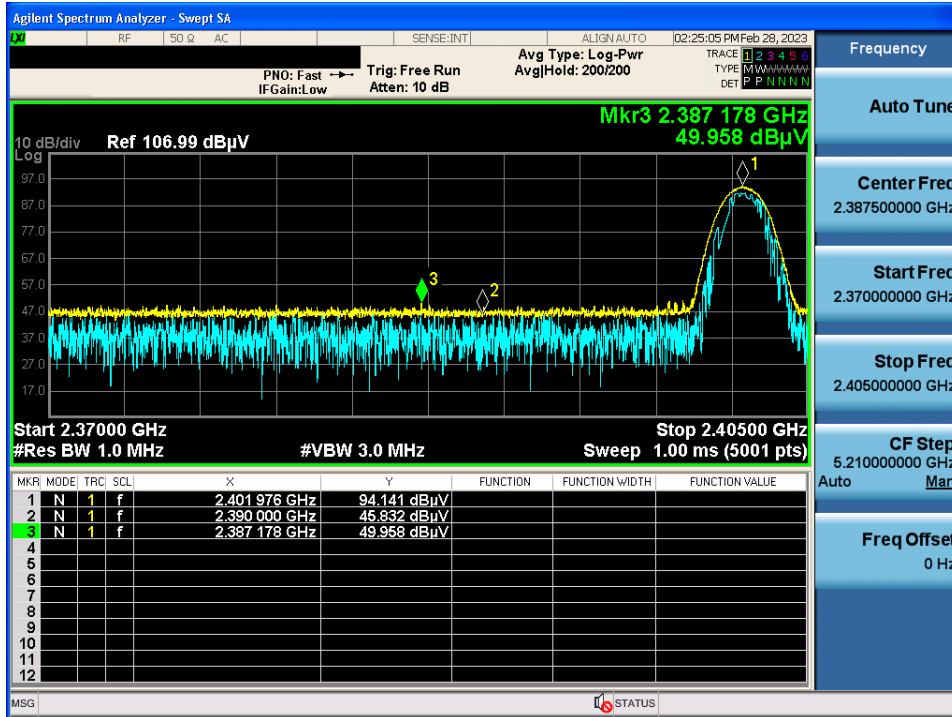 Agilent Spectrum Analyzer - Swept SA
LXI RF 50 Ω AC SENSE:INT ALIGN AUTO 02:25:05 PM Feb 28, 2023
PNO: Fast
IFGain:Low
Trig: Free Run
Atten: 10 dB
Avg Type: Log-Pwr
Avg|Hold: 200/200
TRACE 1 2 3 4 5 6
TYPE MWWWWW
DET P P N N N N
Mkr3 2.387 178 GHz
49.958 dBµV
10 dB/div Ref 106.99 dBµV
Log
97.0
87.0
77.0
67.0
57.0
47.0
37.0
27.0
17.0
1
3
2
Start 2.37000 GHz Stop 2.40500 GHz
#Res BW 1.0 MHz #VBW 3.0 MHz Sweep 1.00 ms (5001 pts)
MKR MODE TRC SCL X Y FUNCTION FUNCTION WIDTH FUNCTION VALUE
1 N 1 f 2.401 976 GHz 94.141 dBµV
2 N 1 f 2.390 000 GHz 45.832 dBµV
3 N 1 f 2.387 178 GHz 49.958 dBµV
4
5
6
7
8
9
10
11
12
MSG STATUS
Frequency
Auto Tune
Center Freq
2.387500000 GHz
Start Freq
2.370000000 GHz
Stop Freq
2.405000000 GHz
CF Step
5.210000000 GHz
Auto Man
Freq Offset
0 Hz